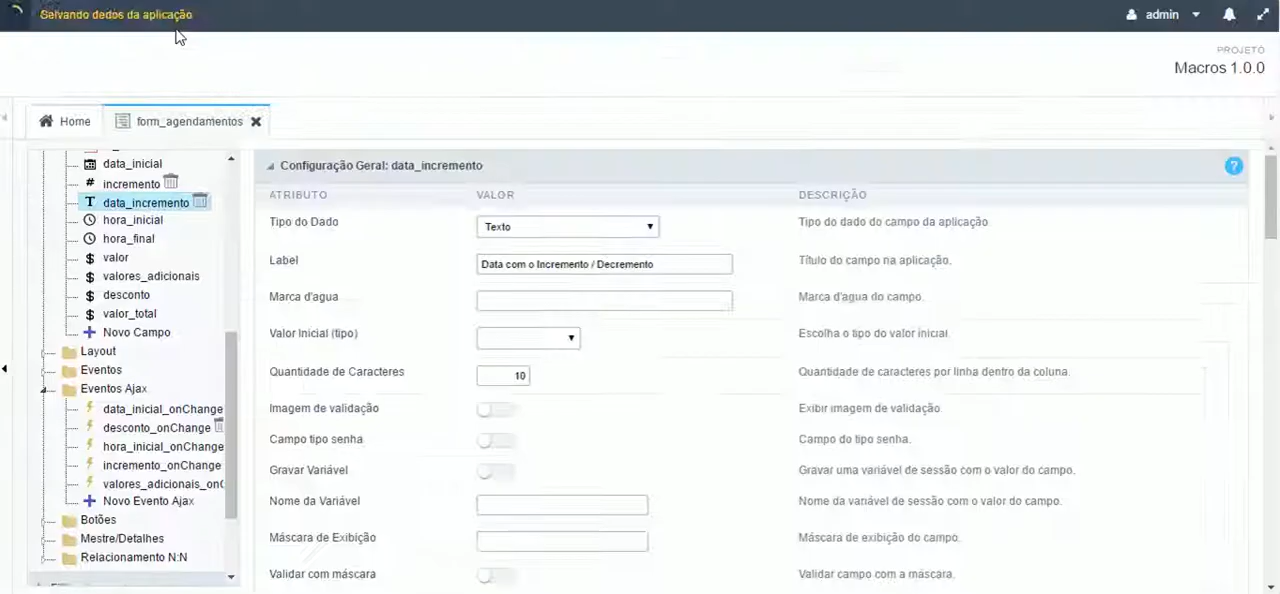 Selvando dedos da aplicação
admin
PROJETO
Macros 1.0.0
Home
form_agendamentos
data_inicial
# incremento
T data_incremento
hora_inicial
hora_final
$ valor
$ valores_adicionais
$ desconto
$ valor_total
Novo Campo
Layout
Eventos
Eventos Ajax
data_inicial_onChange
desconto_onChange
hora_inicial_onChange
incremento_onChange
valores_adicionais_on
Novo Evento Ajax
Botões
Mestre/Detalhes
Relacionamento N:N
Configuração Geral: data_incremento
?
ATRIBUTO VALOR DESCRIÇÃO
Tipo do Dado Texto Tipo do dado do campo da aplicação
Label Data com o Incremento / Decremento Título do campo na aplicação.
Marca d'agua Marca d'agua do campo.
Valor Inicial (tipo) Escolha o tipo do valor inicial
Quantidade de Caracteres 10 Quantidade de caracteres por linha dentro da coluna.
Imagem de validação Exibir imagem de validação
Campo tipo senha Campo do tipo senha.
Gravar Variável Gravar uma variável de sessão com o valor do campo.
Nome da Variável Nome da variável de sessão com o valor do campo.
Máscara de Exibição Máscara de exibição do campo.
Validar com máscara Validar campo com a máscara.